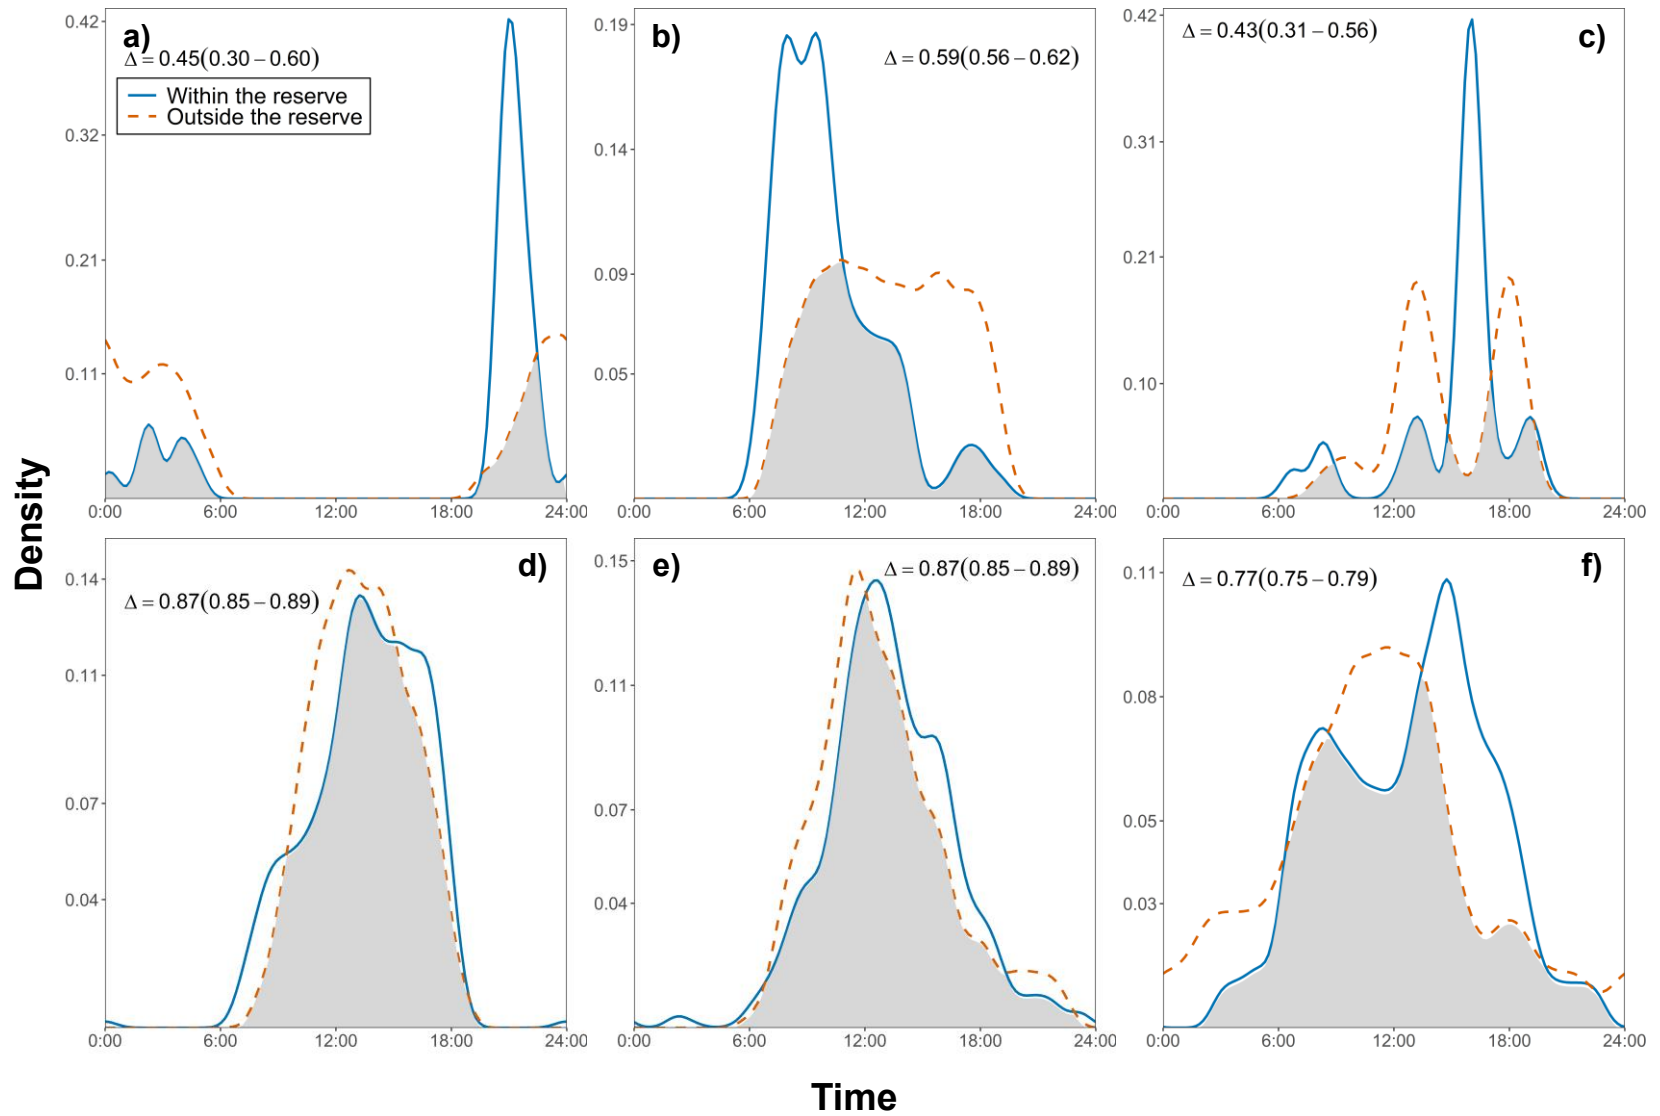 a)
Δ = 0.45(0.30 – 0.60)
Within the reserve
Outside the reserve
0.42
0.32
0.21
0.11
0:00 6:00 12:00 18:00 24:00
b)
Δ = 0.59(0.56 – 0.62)
0.19
0.14
0.09
0.05
0:00 6:00 12:00 18:00 24:00
c)
Δ = 0.43(0.31 – 0.56)
0.42
0.31
0.21
0.10
0:00 6:00 12:00 18:00 24:00
Density
d)
Δ = 0.87(0.85 – 0.89)
0.14
0.11
0.07
0.04
0:00 6:00 12:00 18:00 24:00
e)
Δ = 0.87(0.85 – 0.89)
0.15
0.11
0.07
0.04
0:00 6:00 12:00 18:00 24:00
f)
Δ = 0.77(0.75 – 0.79)
0.11
0.08
0.05
0.03
0:00 6:00 12:00 18:00 24:00
Time